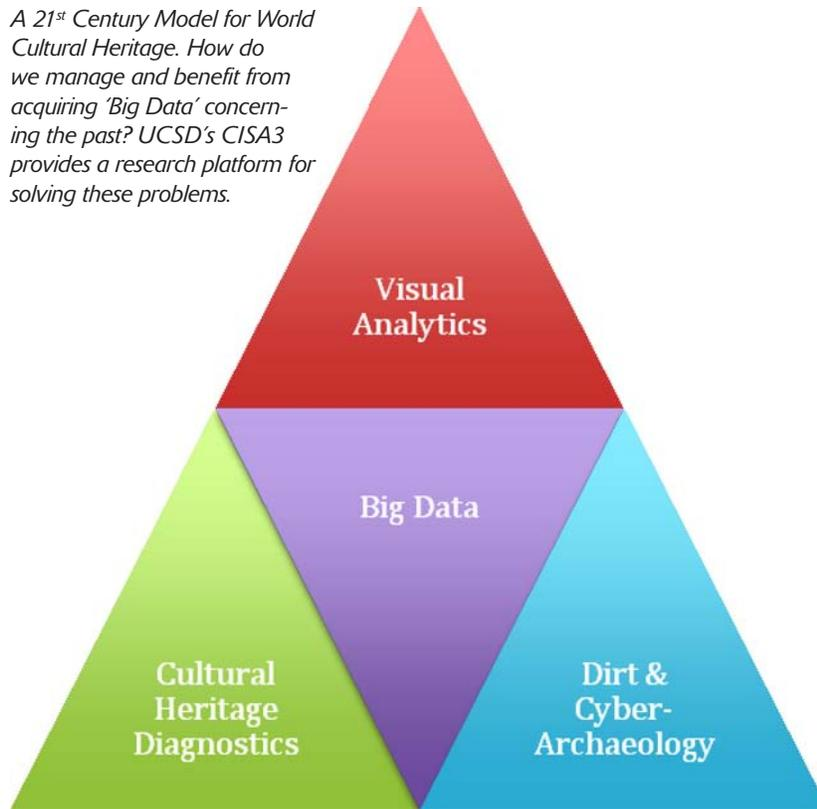 A 21st Century Model for World
Cultural Heritage. How do
we manage and benefit from
acquiring ‘Big Data’ concern-
ing the past? UCSD’s CISA3
provides a research platform for
solving these problems.
Visual
Analytics
Big Data
Cultural
Heritage
Diagnostics
Dirt &
Cyber-
Archaeology